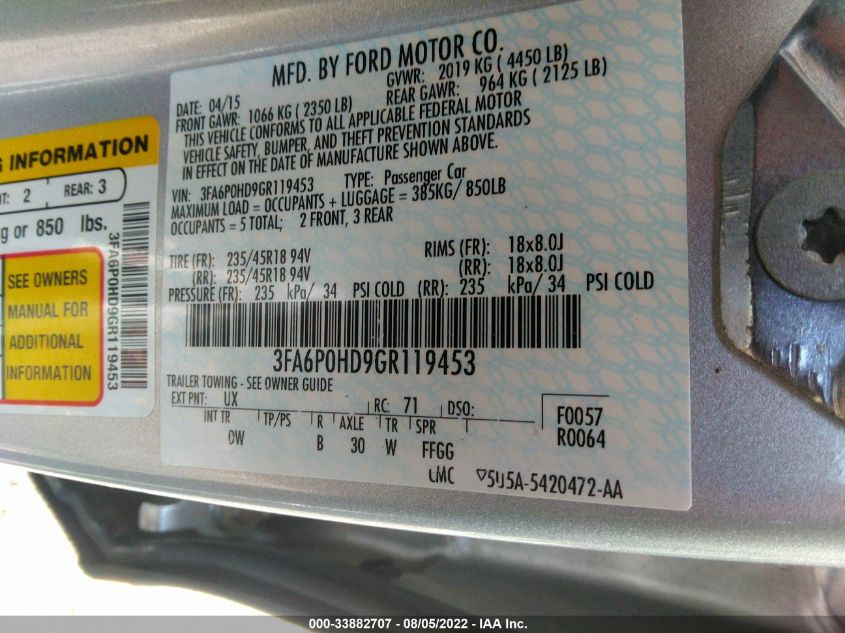 MFD. BY FORD MOTOR CO.
DATE: 04/15 GVWR: 2019 KG ( 4450 LB)
FRONT GAWR: 1066 KG ( 2350 LB) REAR GAWR: 964 KG ( 2125 LB)
THIS VEHICLE CONFORMS TO ALL APPLICABLE FEDERAL MOTOR
VEHICLE SAFETY, BUMPER, AND THEFT PREVENTION STANDARDS
IN EFFECT ON THE DATE OF MANUFACTURE SHOWN ABOVE.
VIN: 3FA6P0HD9GR119453 TYPE: Passenger Car
MAXIMUM LOAD = OCCUPANTS + LUGGAGE = 385KG/ 850LB
OCCUPANTS = 5 TOTAL; 2 FRONT, 3 REAR
TIRE (FR): 235/45R18 94V RIMS (FR): 18x8.0J
(RR): 235/45R18 94V (RR): 18x8.0J
PRESSURE (FR): 235 kPa/ 34 PSI COLD (RR): 235 kPa/ 34 PSI COLD
3FA6P0HD9GR119453
TRAILER TOWING - SEE OWNER GUIDE
EXT PNT: UX RC: 71 DSO:
INT TR TP/PS R AXLE TR SPR
DW B 30 W FFGG
F0057
R0064
▽5U5A-5420472-AA
INFORMATION
2 REAR: 3
or 850 lbs.
SEE OWNERS
MANUAL FOR
ADDITIONAL
INFORMATION
3FA6P0HD9GR119453
000-33882707 - 08/05/2022 - IAA Inc.